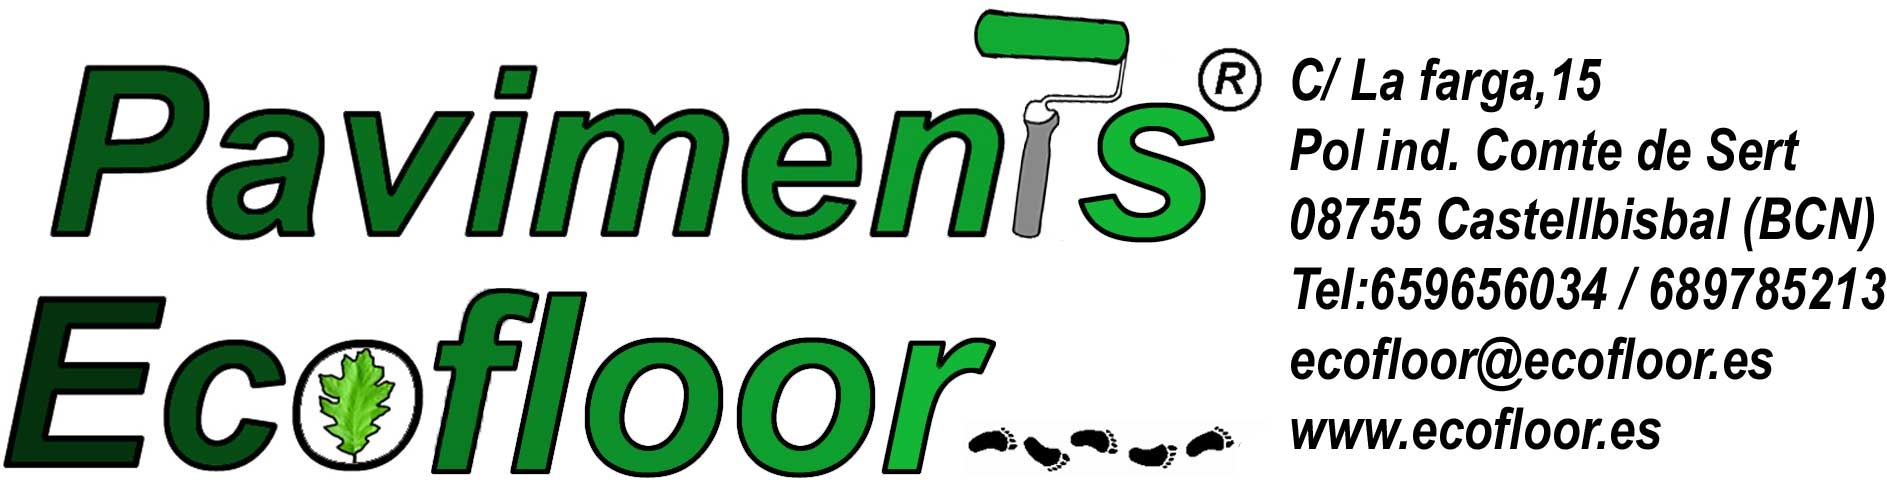 Paviments ®
Ecofloor
C/ La farga,15
Pol ind. Comte de Sert
08755 Castellbisbal (BCN)
Tel:659656034 / 689785213
ecofloor@ecofloor.es
www.ecofloor.es